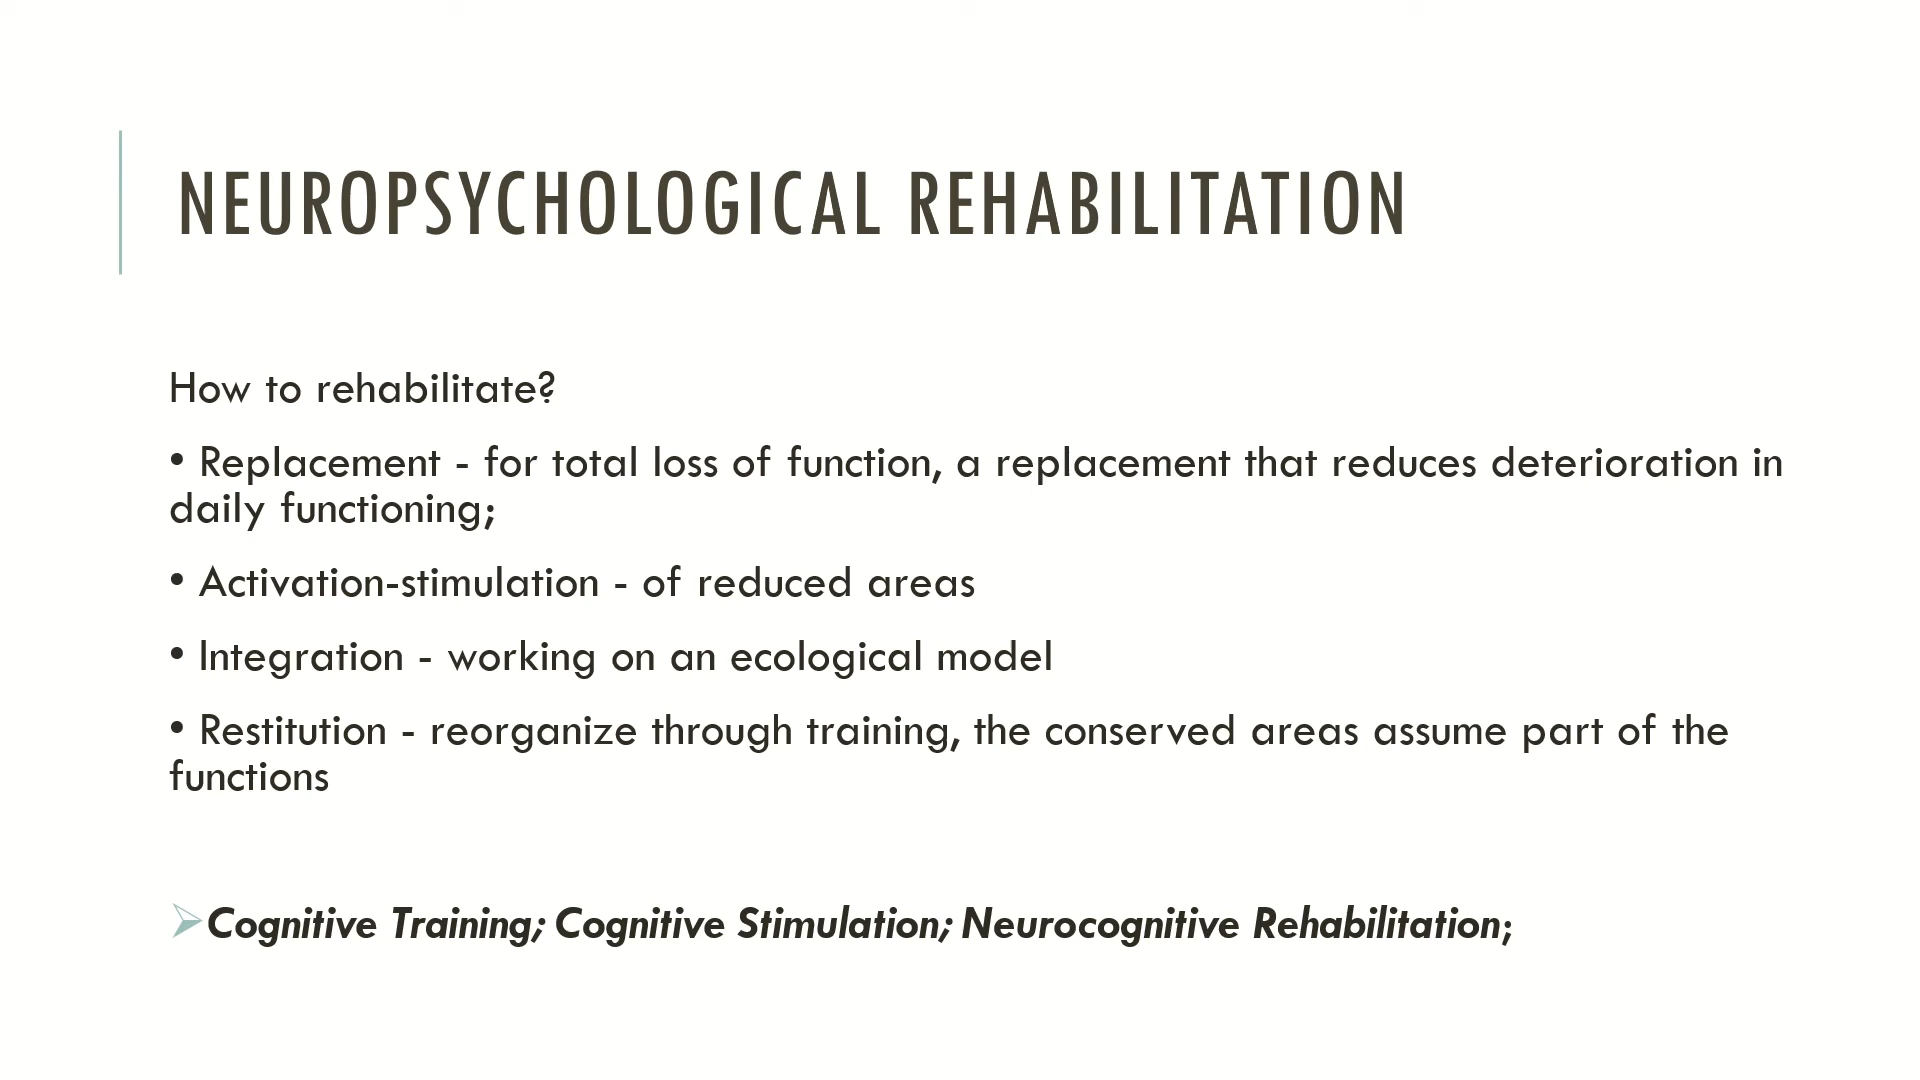 NEUROPSYCHOLOGICAL REHABILITATION
How to rehabilitate?
• Replacement - for total loss of function, a replacement that reduces deterioration in
daily functioning;
• Activation-stimulation - of reduced areas
• Integration - working on an ecological model
• Restitution - reorganize through training, the conserved areas assume part of the
functions
➢Cognitive Training; Cognitive Stimulation; Neurocognitive Rehabilitation;